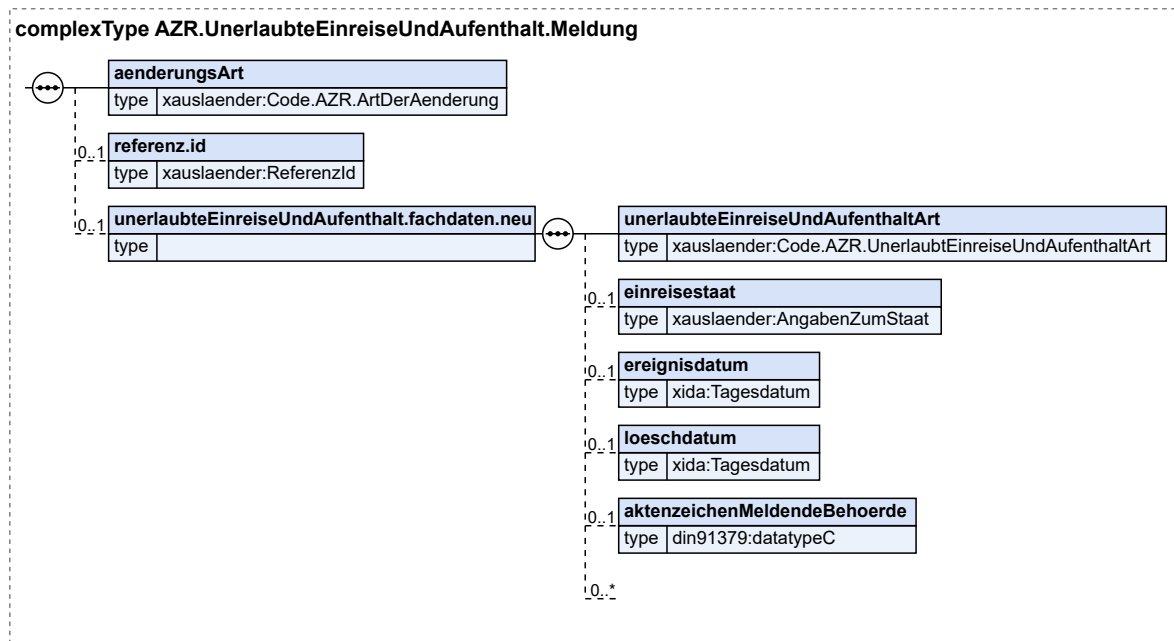 complexType AZR.UnerlaubteEinreiseUndAufenthalt.Meldung
aenderungsArt
type xauslaender:Code.AZR.ArtDerAenderung
0..1 referenz.id
type xauslaender:ReferenzId
0..1 unerlaubteEinreiseUndAufenthalt.fachdaten.neu
type
unerlaubteEinreiseUndAufenthaltArt
type xauslaender:Code.AZR.UnerlaubtEinreiseUndAufenthaltArt
0..1 einreisestaat
type xauslaender:AngabenZumStaat
0..1 ereignisdatum
type xida:Tagesdatum
0..1 loeschdatum
type xida:Tagesdatum
0..1 aktenzeichenMeldendeBehoerde
type din91379:datatypeC
0..*